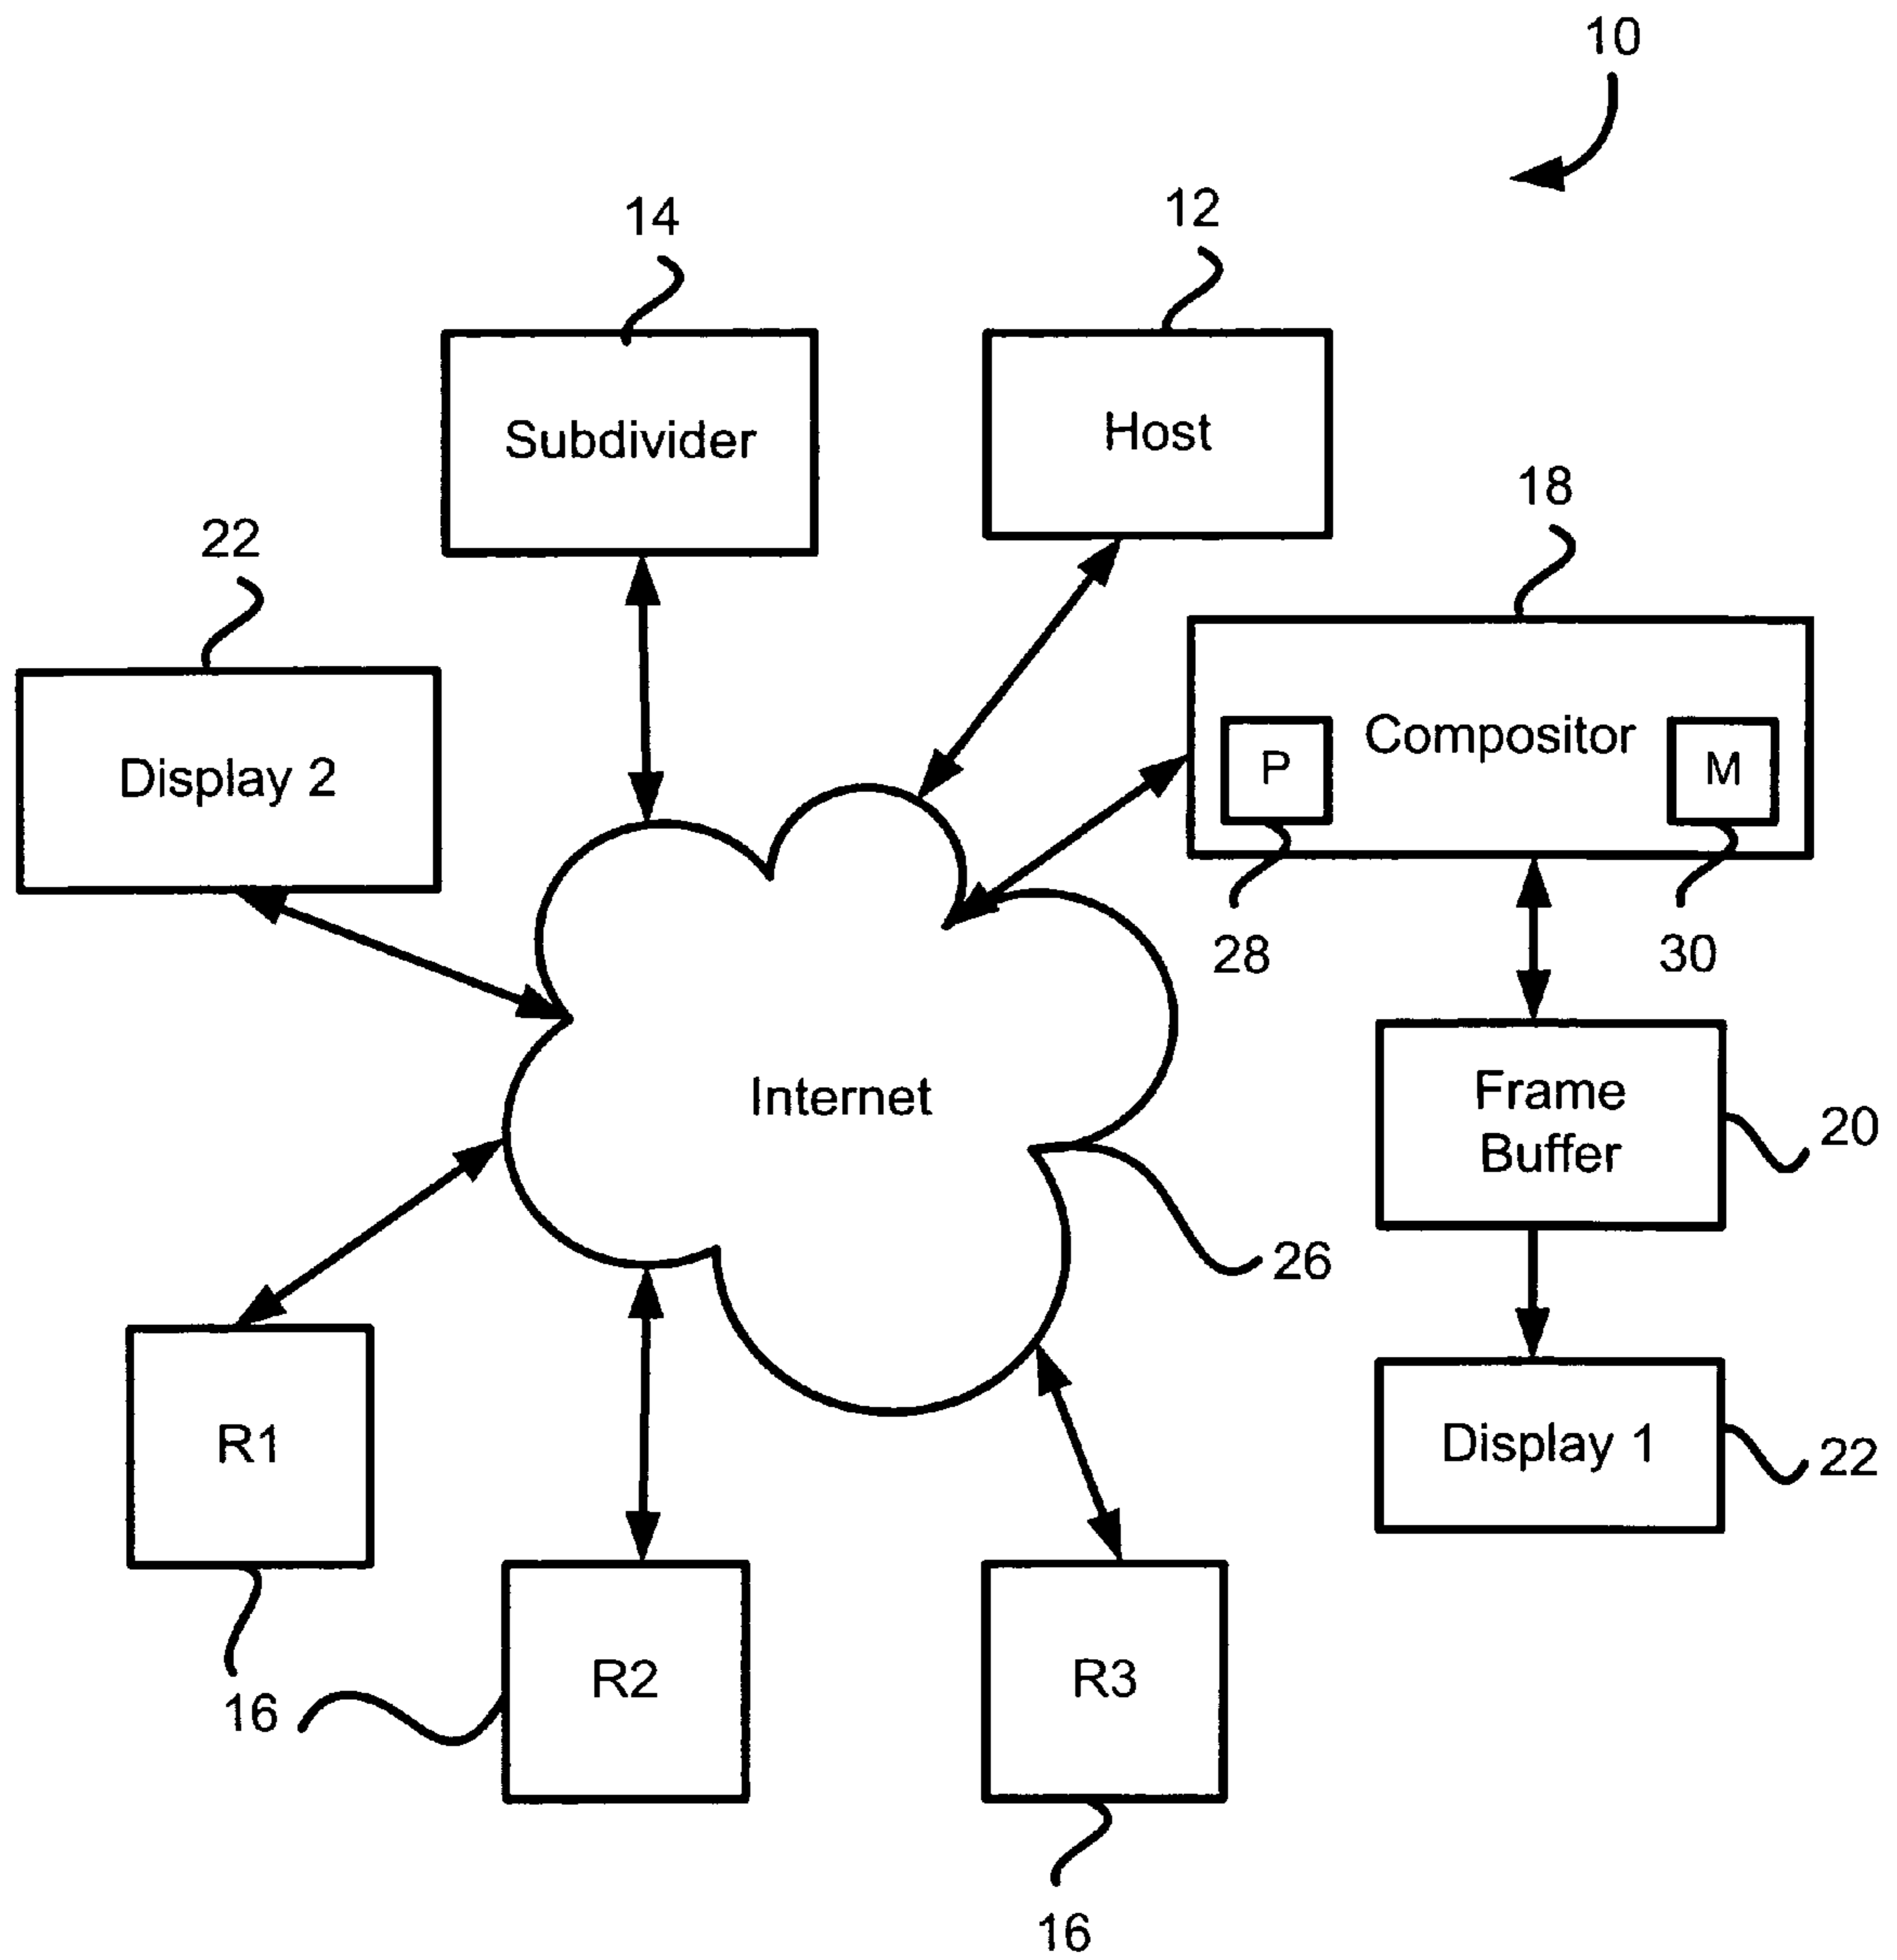 10
14
12
Subdivider
Host
22
18
Display 2
Compositor
P
M
28
30
Internet
Frame
Buffer
20
26
R1
Display 1
22
16
R2
R3
16